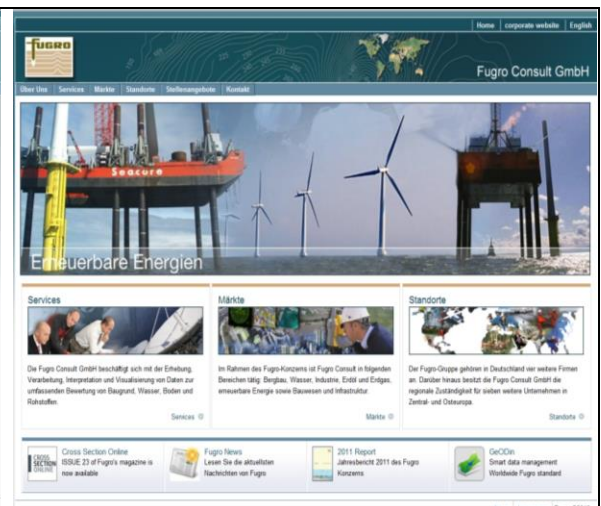 Home | corporate website | English
FUGRO
Fugro Consult GmbH
Über Uns | Services | Märkte | Standorte | Stellenangebote | Kontakt
Seacore
Erneuerbare Energien
Services
Die Fugro Consult GmbH beschäftigt sich mit der Erhebung,
Verarbeitung, Interpretation und Visualisierung von Daten zur
umfassenden Bewertung von Baugrund, Wasser, Boden und
Rohstoffen.
Services
Märkte
Im Rahmen des Fugro-Konzerns ist Fugro Consult in folgenden
Bereichen tätig: Bergbau, Wasser, Industrie, Erdöl und Erdgas,
erneuerbare Energie sowie Bauwesen und Infrastruktur.
Märkte
Standorte
Der Fugro-Gruppe gehören in Deutschland vier weitere Firmen
an. Darüber hinaus besitzt die Fugro Consult GmbH die
regionale Zuständigkeit für sieben weitere Unternehmen in
Zentral- und Osteuropa.
Standorte
CROSS
SECTION
ONLINE
Cross Section Online
ISSUE 23 of Fugro's magazine is
now available
Fugro News
Lesen Sie die aktuellsten
Nachrichten von Fugro
2011 Report
Jahresbericht 2011 des Fugro
Konzerns
GeODin
Smart data management
Worldwide Fugro standard